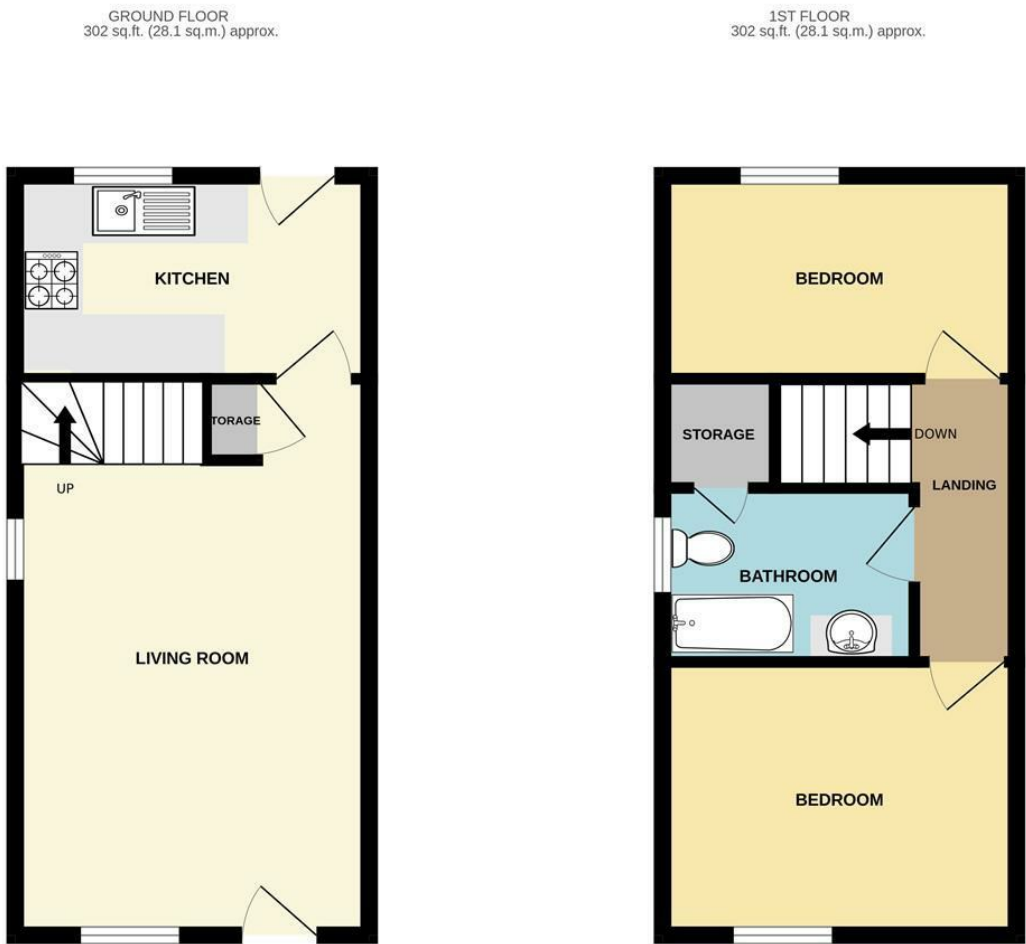 GROUND FLOOR
302 sq.ft. (28.1 sq.m.) approx.
KITCHEN
TORAGE
UP
LIVING ROOM
1ST FLOOR
302 sq.ft. (28.1 sq.m.) approx.
BEDROOM
STORAGE
DOWN
LANDING
BATHROOM
BEDROOM